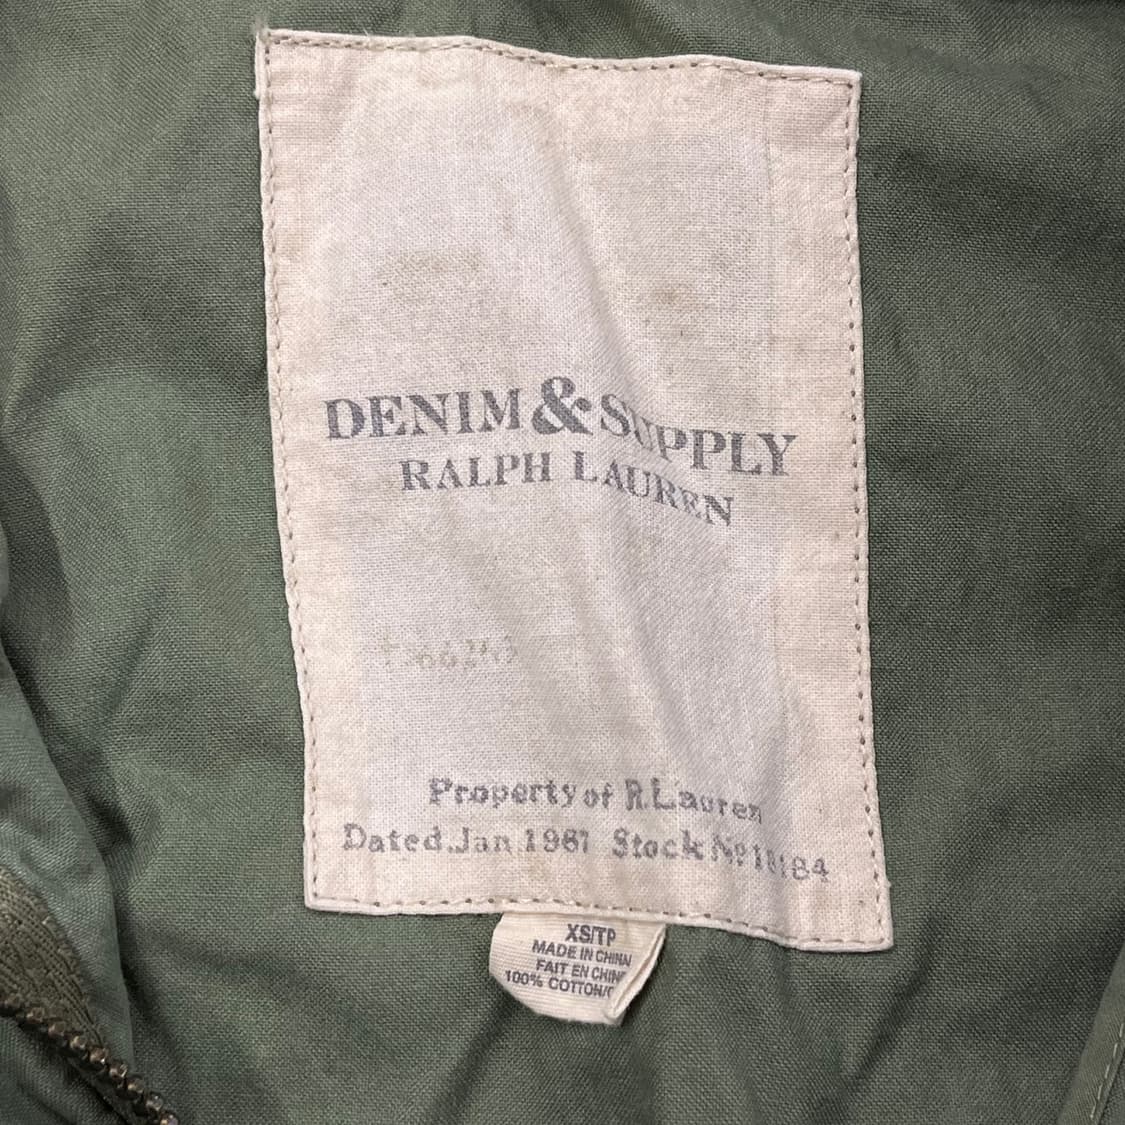 DENIM & SUPPLY
RALPH LAUREN
Property of R.Lauren
Dated Jan 1967 Stock Nº
XS/TP
MADE IN CHINA
FAIT EN CHINE
100% COTTON/C